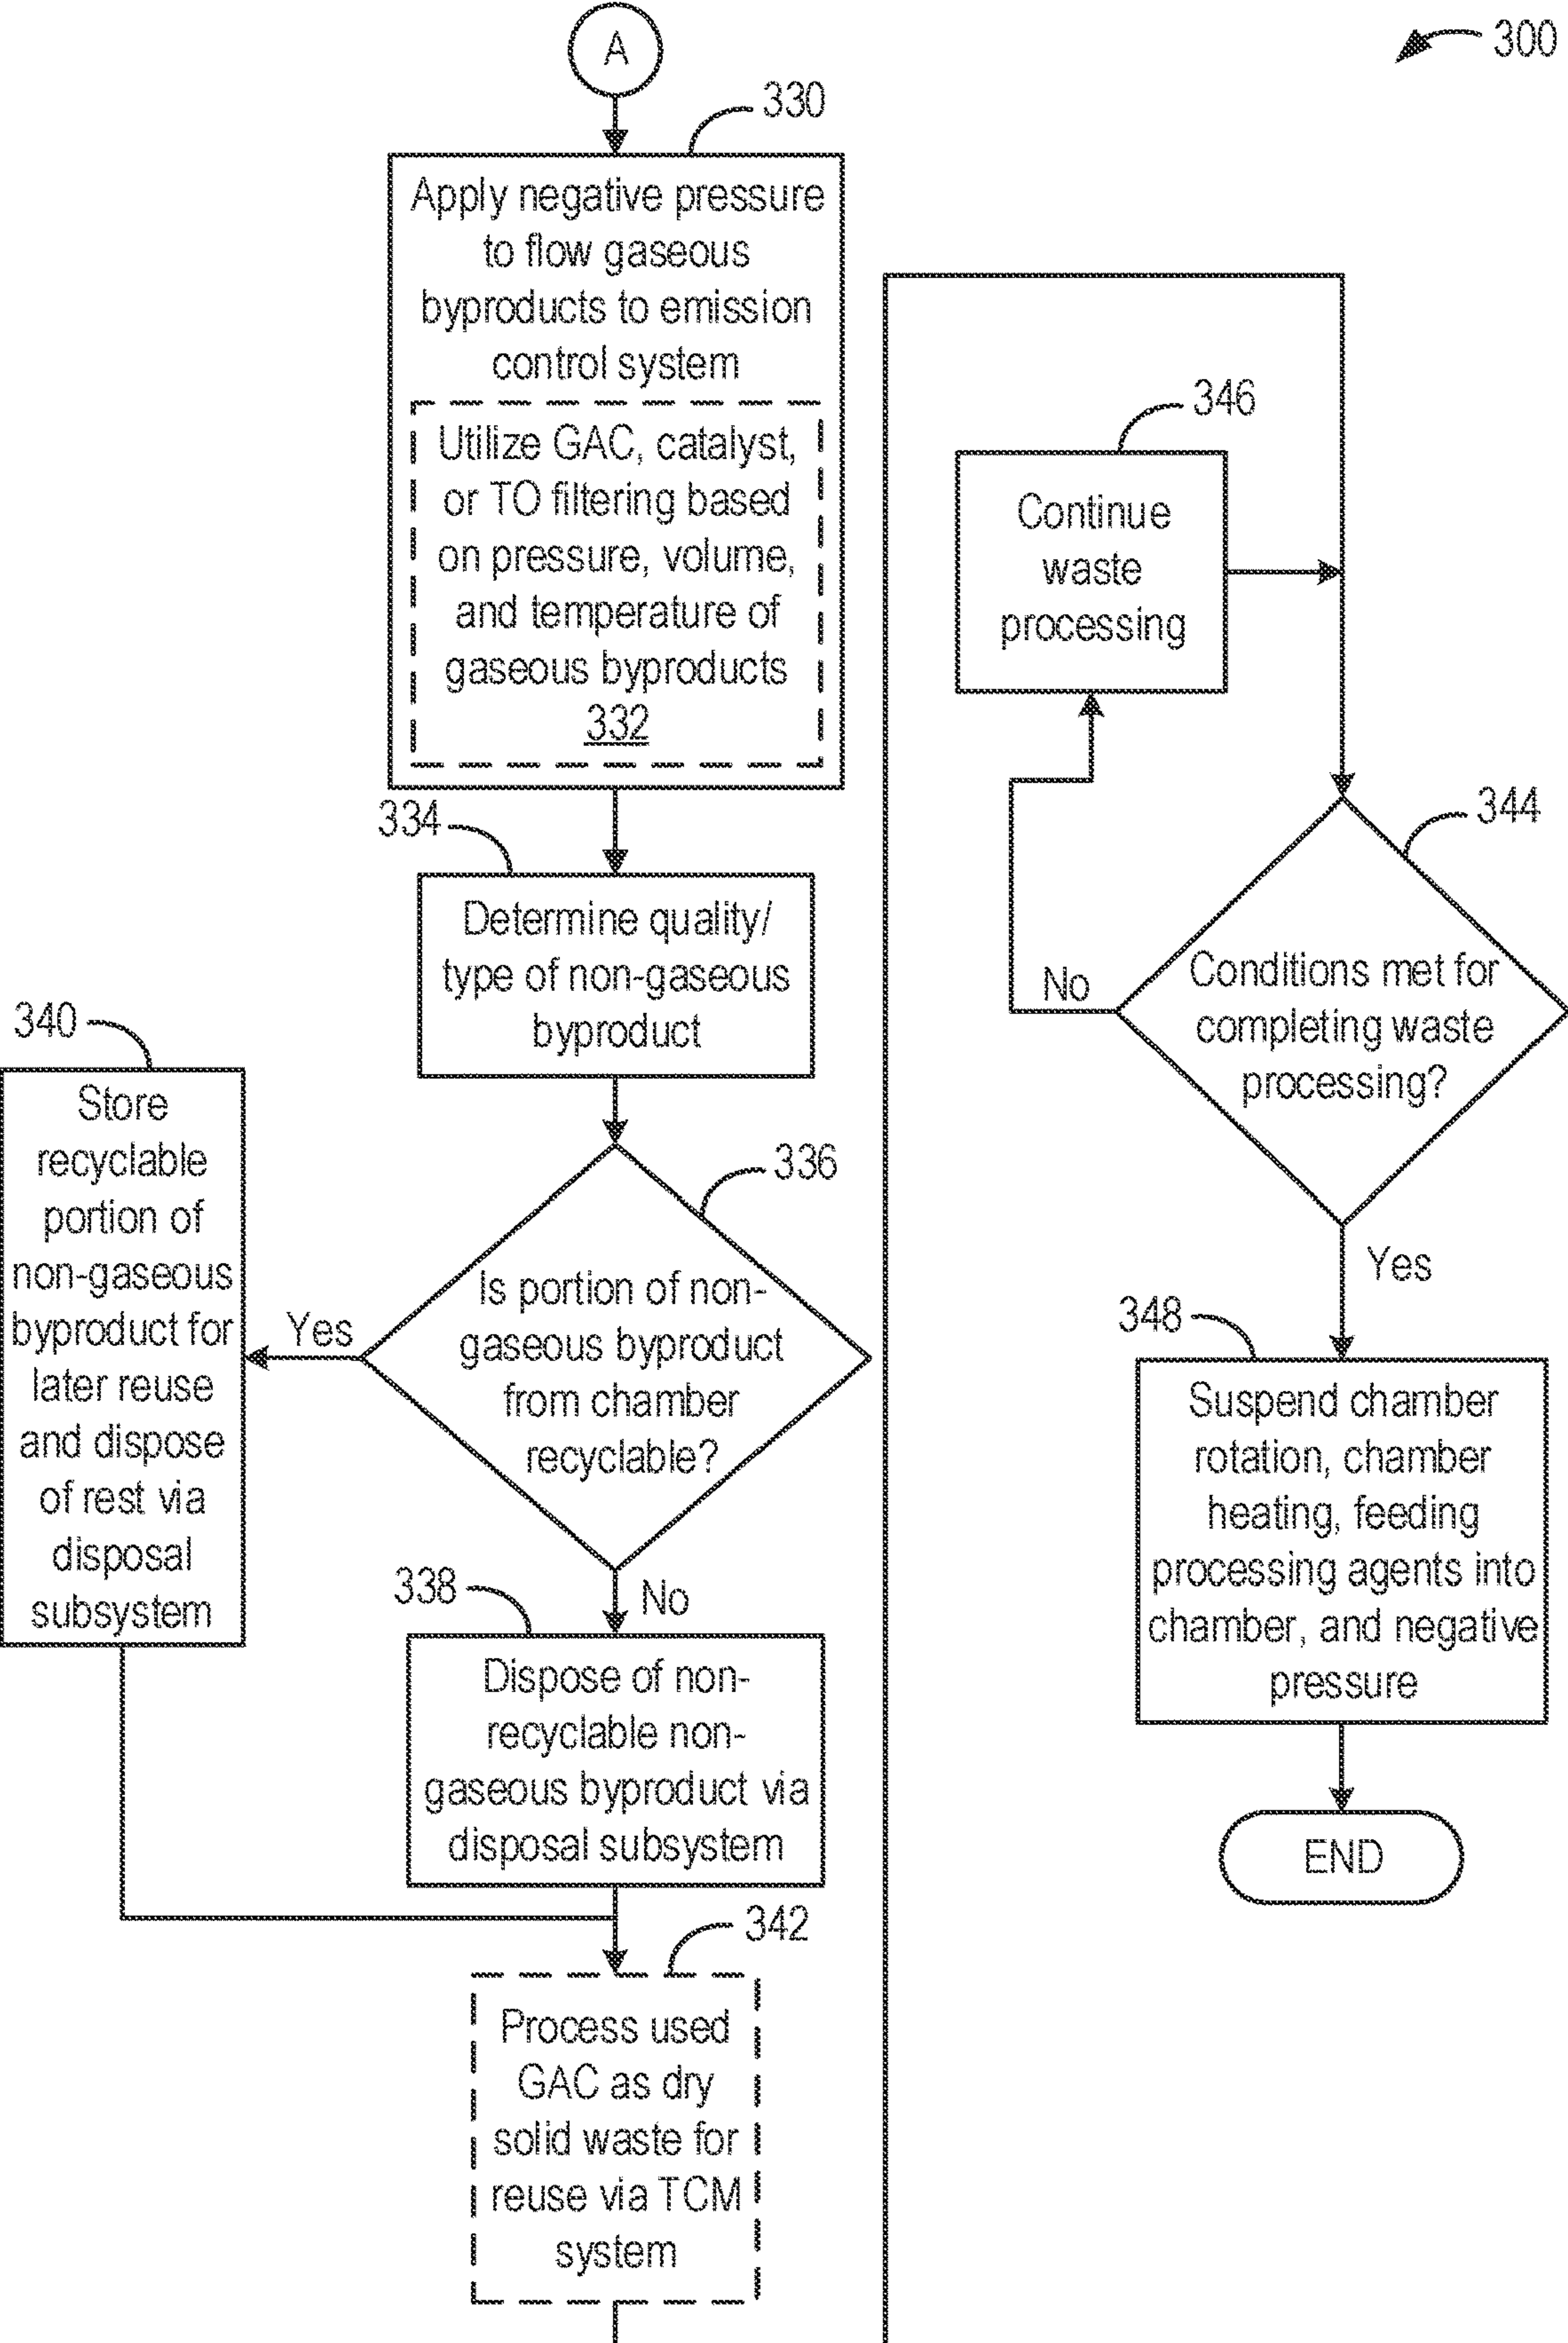 A
300
330
Apply negative pressure
to flow gaseous
byproducts to emission
control system
Utilize GAC, catalyst,
or TO filtering based
on pressure, volume,
and temperature of
gaseous byproducts
332
334
Determine quality/
type of non-gaseous
byproduct
336
Is portion of non-
gaseous byproduct
from chamber
recyclable?
Yes
340
Store
recyclable
portion of
non-gaseous
byproduct for
later reuse
and dispose
of rest via
disposal
subsystem
No
338
Dispose of non-
recyclable non-
gaseous byproduct via
disposal subsystem
342
Process used
GAC as dry
solid waste for
reuse via TCM
system
346
Continue
waste
processing
344
Conditions met for
completing waste
processing?
No
Yes
348
Suspend chamber
rotation, chamber
heating, feeding
processing agents into
chamber, and negative
pressure
END